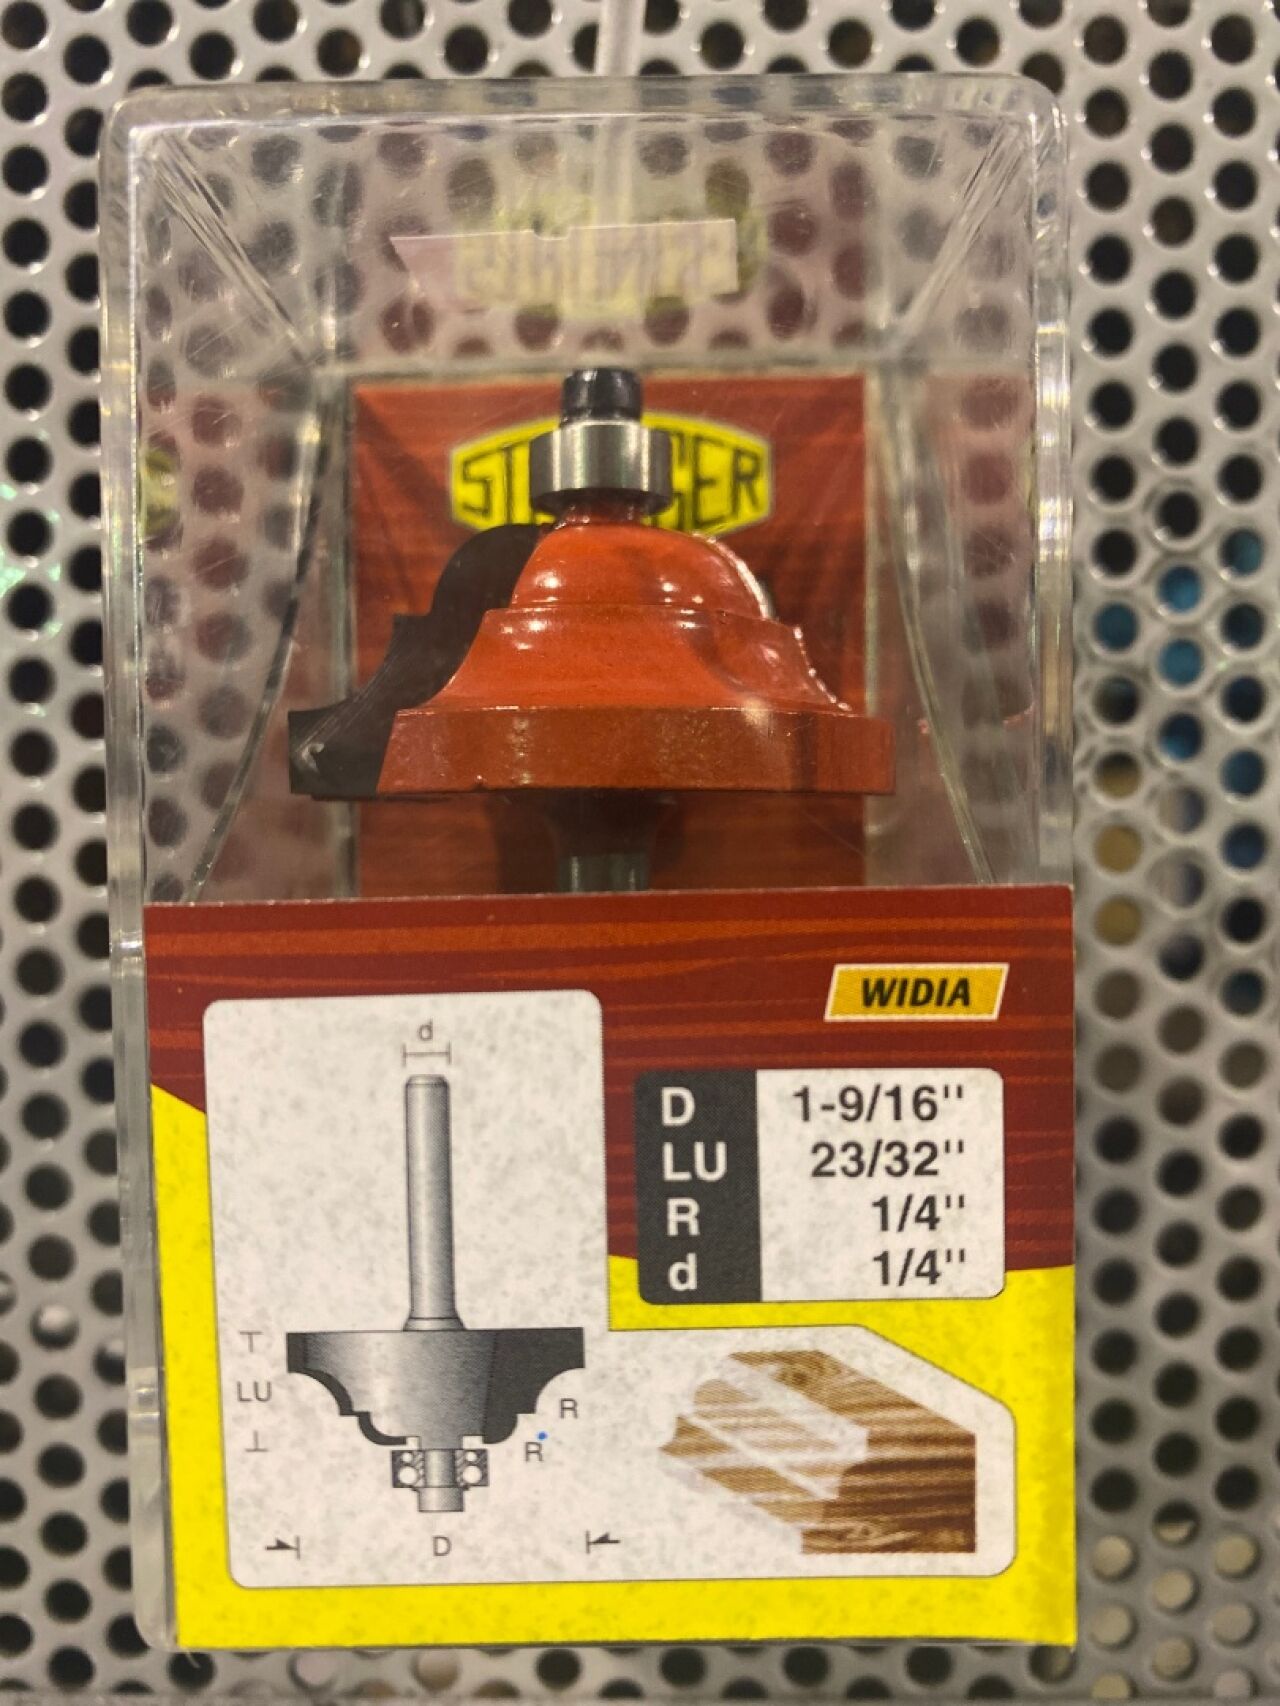 WIDIA
d
D 1-9/16"
LU 23/32"
R 1/4"
d 1/4"
LU
R
R
D